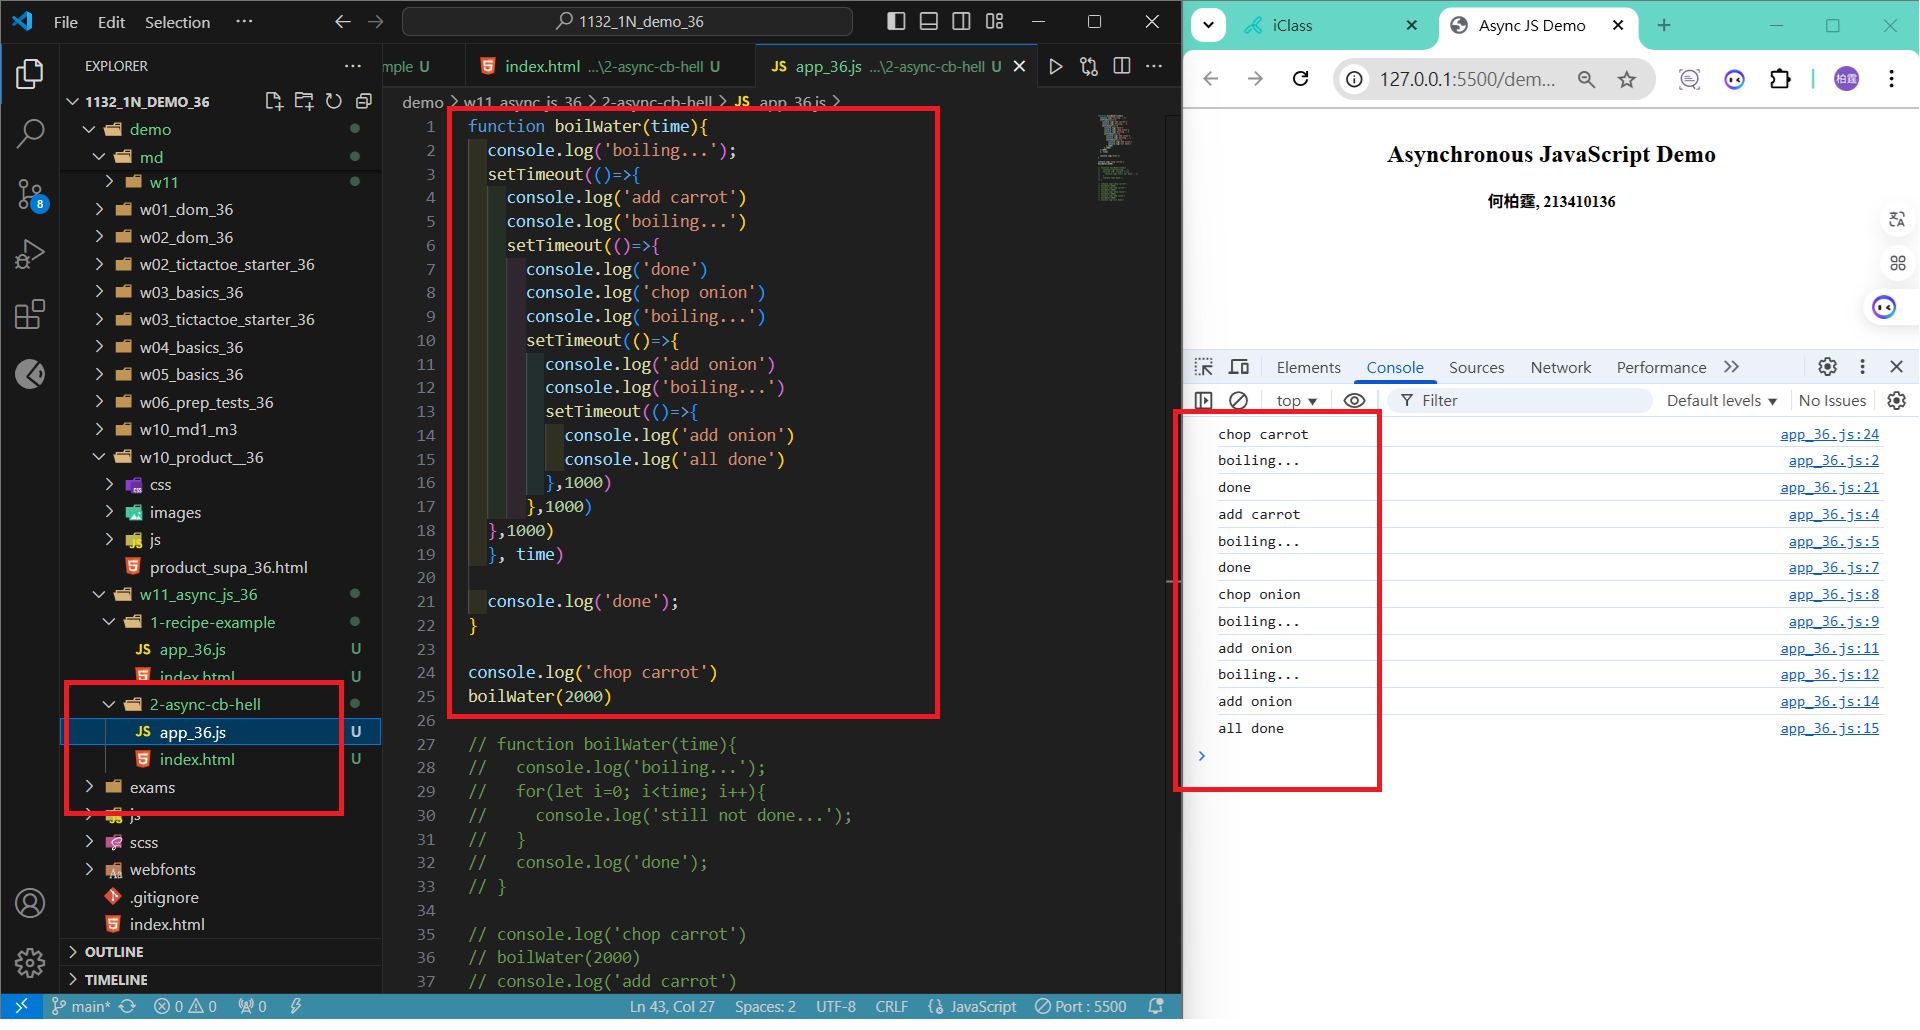 File Edit Selection ··· 1132_1N_demo_36
EXPLORER ···
1132_1N_DEMO_36
demo
md
w11
w01_dom_36
w02_dom_36
w02_tictactoe_starter_36
w03_basics_36
w03_tictactoe_starter_36
w04_basics_36
w05_basics_36
w06_prep_tests_36
w10_md1_m3
w10_product__36
css
images
JS js
product_supa_36.html
w11_async_js_36
1-recipe-example
JS app_36.js U
index.html U
2-async-cb-hell
JS app_36.js U
index.html U
exams
JS js
scss
webfonts
.gitignore
index.html
OUTLINE
TIMELINE
8
mple U index.html ...\2-async-cb-hell U JS app_36.js ...\2-async-cb-hell U
demo > w11_async_js_36 > 2-async-cb-hell > JS app_36.js >
1 function boilWater(time){
2 console.log('boiling...');
3 setTimeout(()=>{
4 console.log('add carrot')
5 console.log('boiling...')
6 setTimeout(()=>{
7 console.log('done')
8 console.log('chop onion')
9 console.log('boiling...')
10 setTimeout(()=>{
11 console.log('add onion')
12 console.log('boiling...')
13 setTimeout(()=>{
14 console.log('add onion')
15 console.log('all done')
16 },1000)
17 },1000)
18 },1000)
19 }, time)
20
21 console.log('done');
22 }
23
24 console.log('chop carrot')
25 boilWater(2000)
26
27 // function boilWater(time){
28 // console.log('boiling...');
29 // for(let i=0; i<time; i++){
30 // console.log('still not done...');
31 // }
32 // console.log('done');
33 // }
34
35 // console.log('chop carrot')
36 // boilWater(2000)
37 // console.log('add carrot')
main* 0 0 0 Ln 43, Col 27 Spaces: 2 UTF-8 CRLF JavaScript Port : 5500
iClass Async JS Demo
127.0.0.1:5500/dem... 柏霆
Asynchronous JavaScript Demo
何柏霆, 213410136
Elements Console Sources Network Performance
top Filter Default levels No Issues
chop carrot app_36.js:24
boiling... app_36.js:2
done app_36.js:21
add carrot app_36.js:4
boiling... app_36.js:5
done app_36.js:7
chop onion app_36.js:8
boiling... app_36.js:9
add onion app_36.js:11
boiling... app_36.js:12
add onion app_36.js:14
all done app_36.js:15